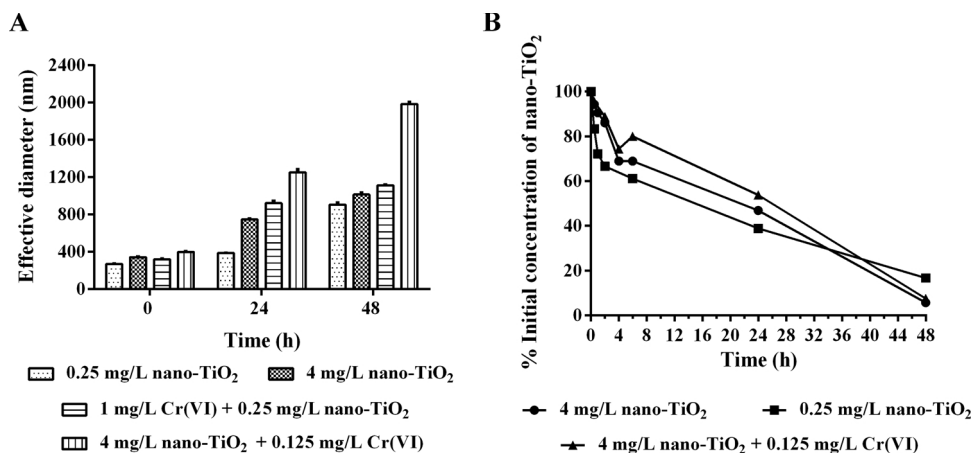 A
Effective diameter (nm)
2400
2000
1600
1200
800
400
0
0
24
48
Time (h)
0.25 mg/L nano-TiO₂
4 mg/L nano-TiO₂
1 mg/L Cr(VI) + 0.25 mg/L nano-TiO₂
4 mg/L nano-TiO₂ + 0.125 mg/L Cr(VI)
B
% Initial concentration of nano-TiO₂
100
80
60
40
20
0
0 4 8 12 16 20 24 28 32 36 40 44 48
Time (h)
4 mg/L nano-TiO₂
0.25 mg/L nano-TiO₂
4 mg/L nano-TiO₂ + 0.125 mg/L Cr(VI)